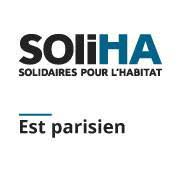 SOliHA
SOLIDAIRES POUR L'HABITAT
Est parisien